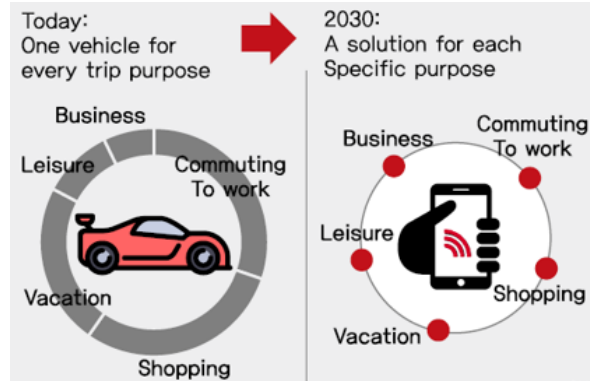 Today:
One vehicle for
every trip purpose
Business
Leisure
Commuting
To work
Vacation
Shopping
2030:
A solution for each
Specific purpose
Business
Commuting
To work
Leisure
Shopping
Vacation